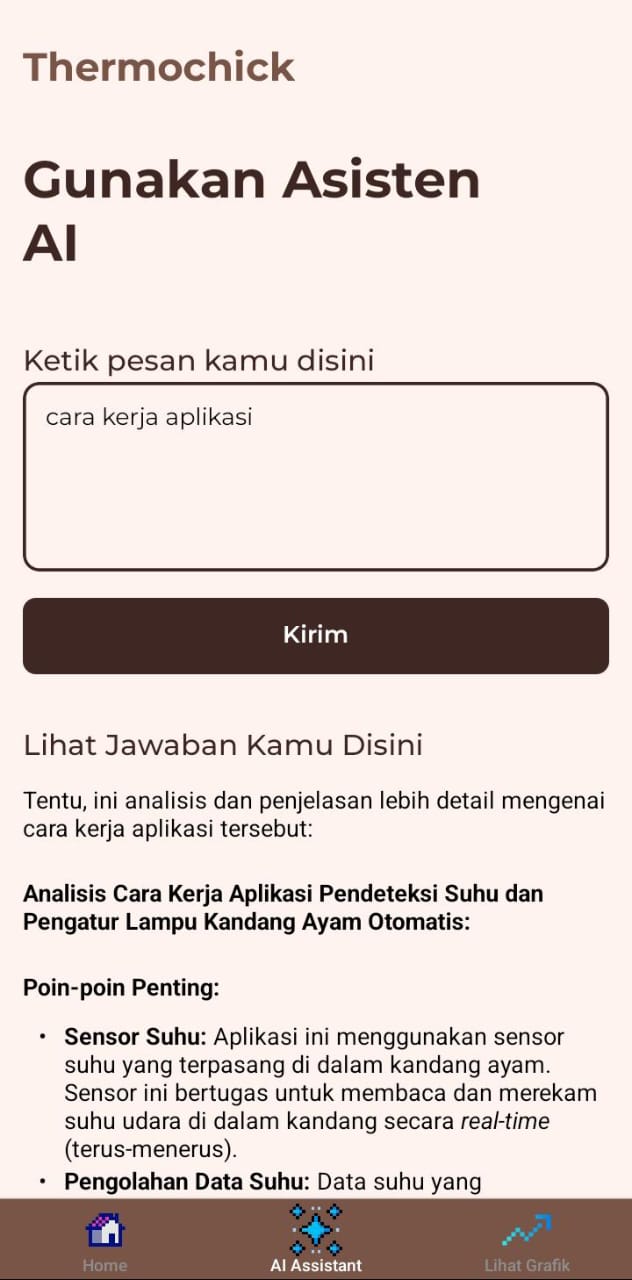 Thermochick
Gunakan Asisten
AI
Ketik pesan kamu disini
cara kerja aplikasi
Kirim
Lihat Jawaban Kamu Disini
Tentu, ini analisis dan penjelasan lebih detail mengenai
cara kerja aplikasi tersebut:
Analisis Cara Kerja Aplikasi Pendeteksi Suhu dan
Pengatur Lampu Kandang Ayam Otomatis:
Poin-poin Penting:
• Sensor Suhu: Aplikasi ini menggunakan sensor
suhu yang terpasang di dalam kandang ayam.
Sensor ini bertugas untuk membaca dan merekam
suhu udara di dalam kandang secara real-time
(terus-menerus).
• Pengolahan Data Suhu: Data suhu yang
Home
AI Assistant
Lihat Grafik